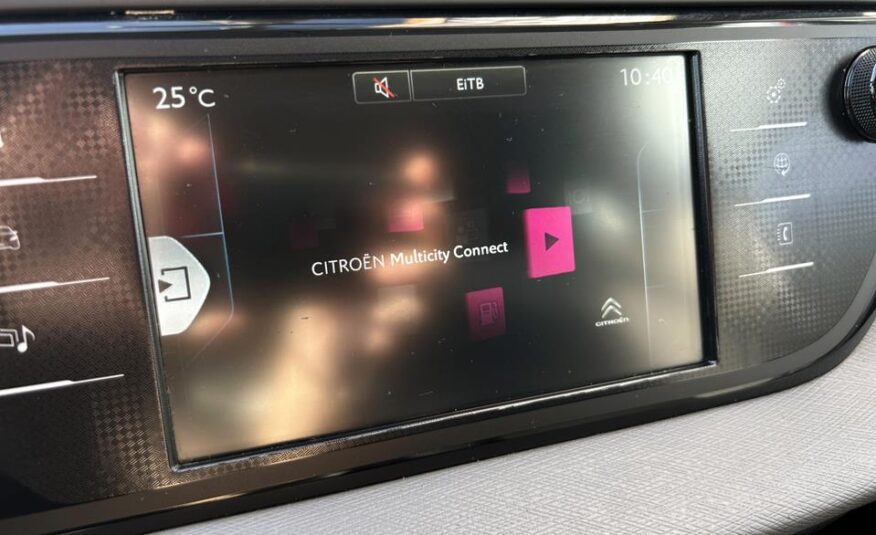 25°C
EiTB
10:40
CITROËN Multicity Connect
CITROËN